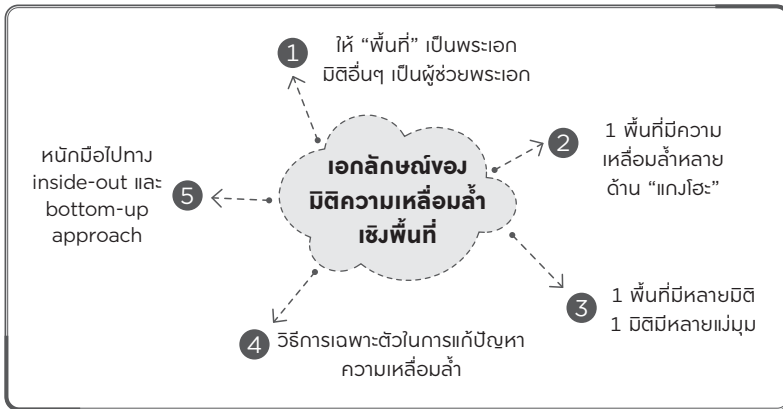 เอกลักษณ์ของ
มิติความเหลื่อมล้ำ
เชิงพื้นที่
1
ให้ “พื้นที่” เป็นพระเอก
มิติอื่นๆ เป็นผู้ช่วยพระเอก
2
1 พื้นที่มีความ
เหลื่อมล้ำหลาย
ด้าน “แกงโฮะ”
3
1 พื้นที่มีหลายมิติ
1 มิติมีหลายแง่มุม
4
วิธีการเฉพาะตัวในการแก้ปัญหา
ความเหลื่อมล้ำ
5
หนักมือไปทาง
inside-out และ
bottom-up
approach